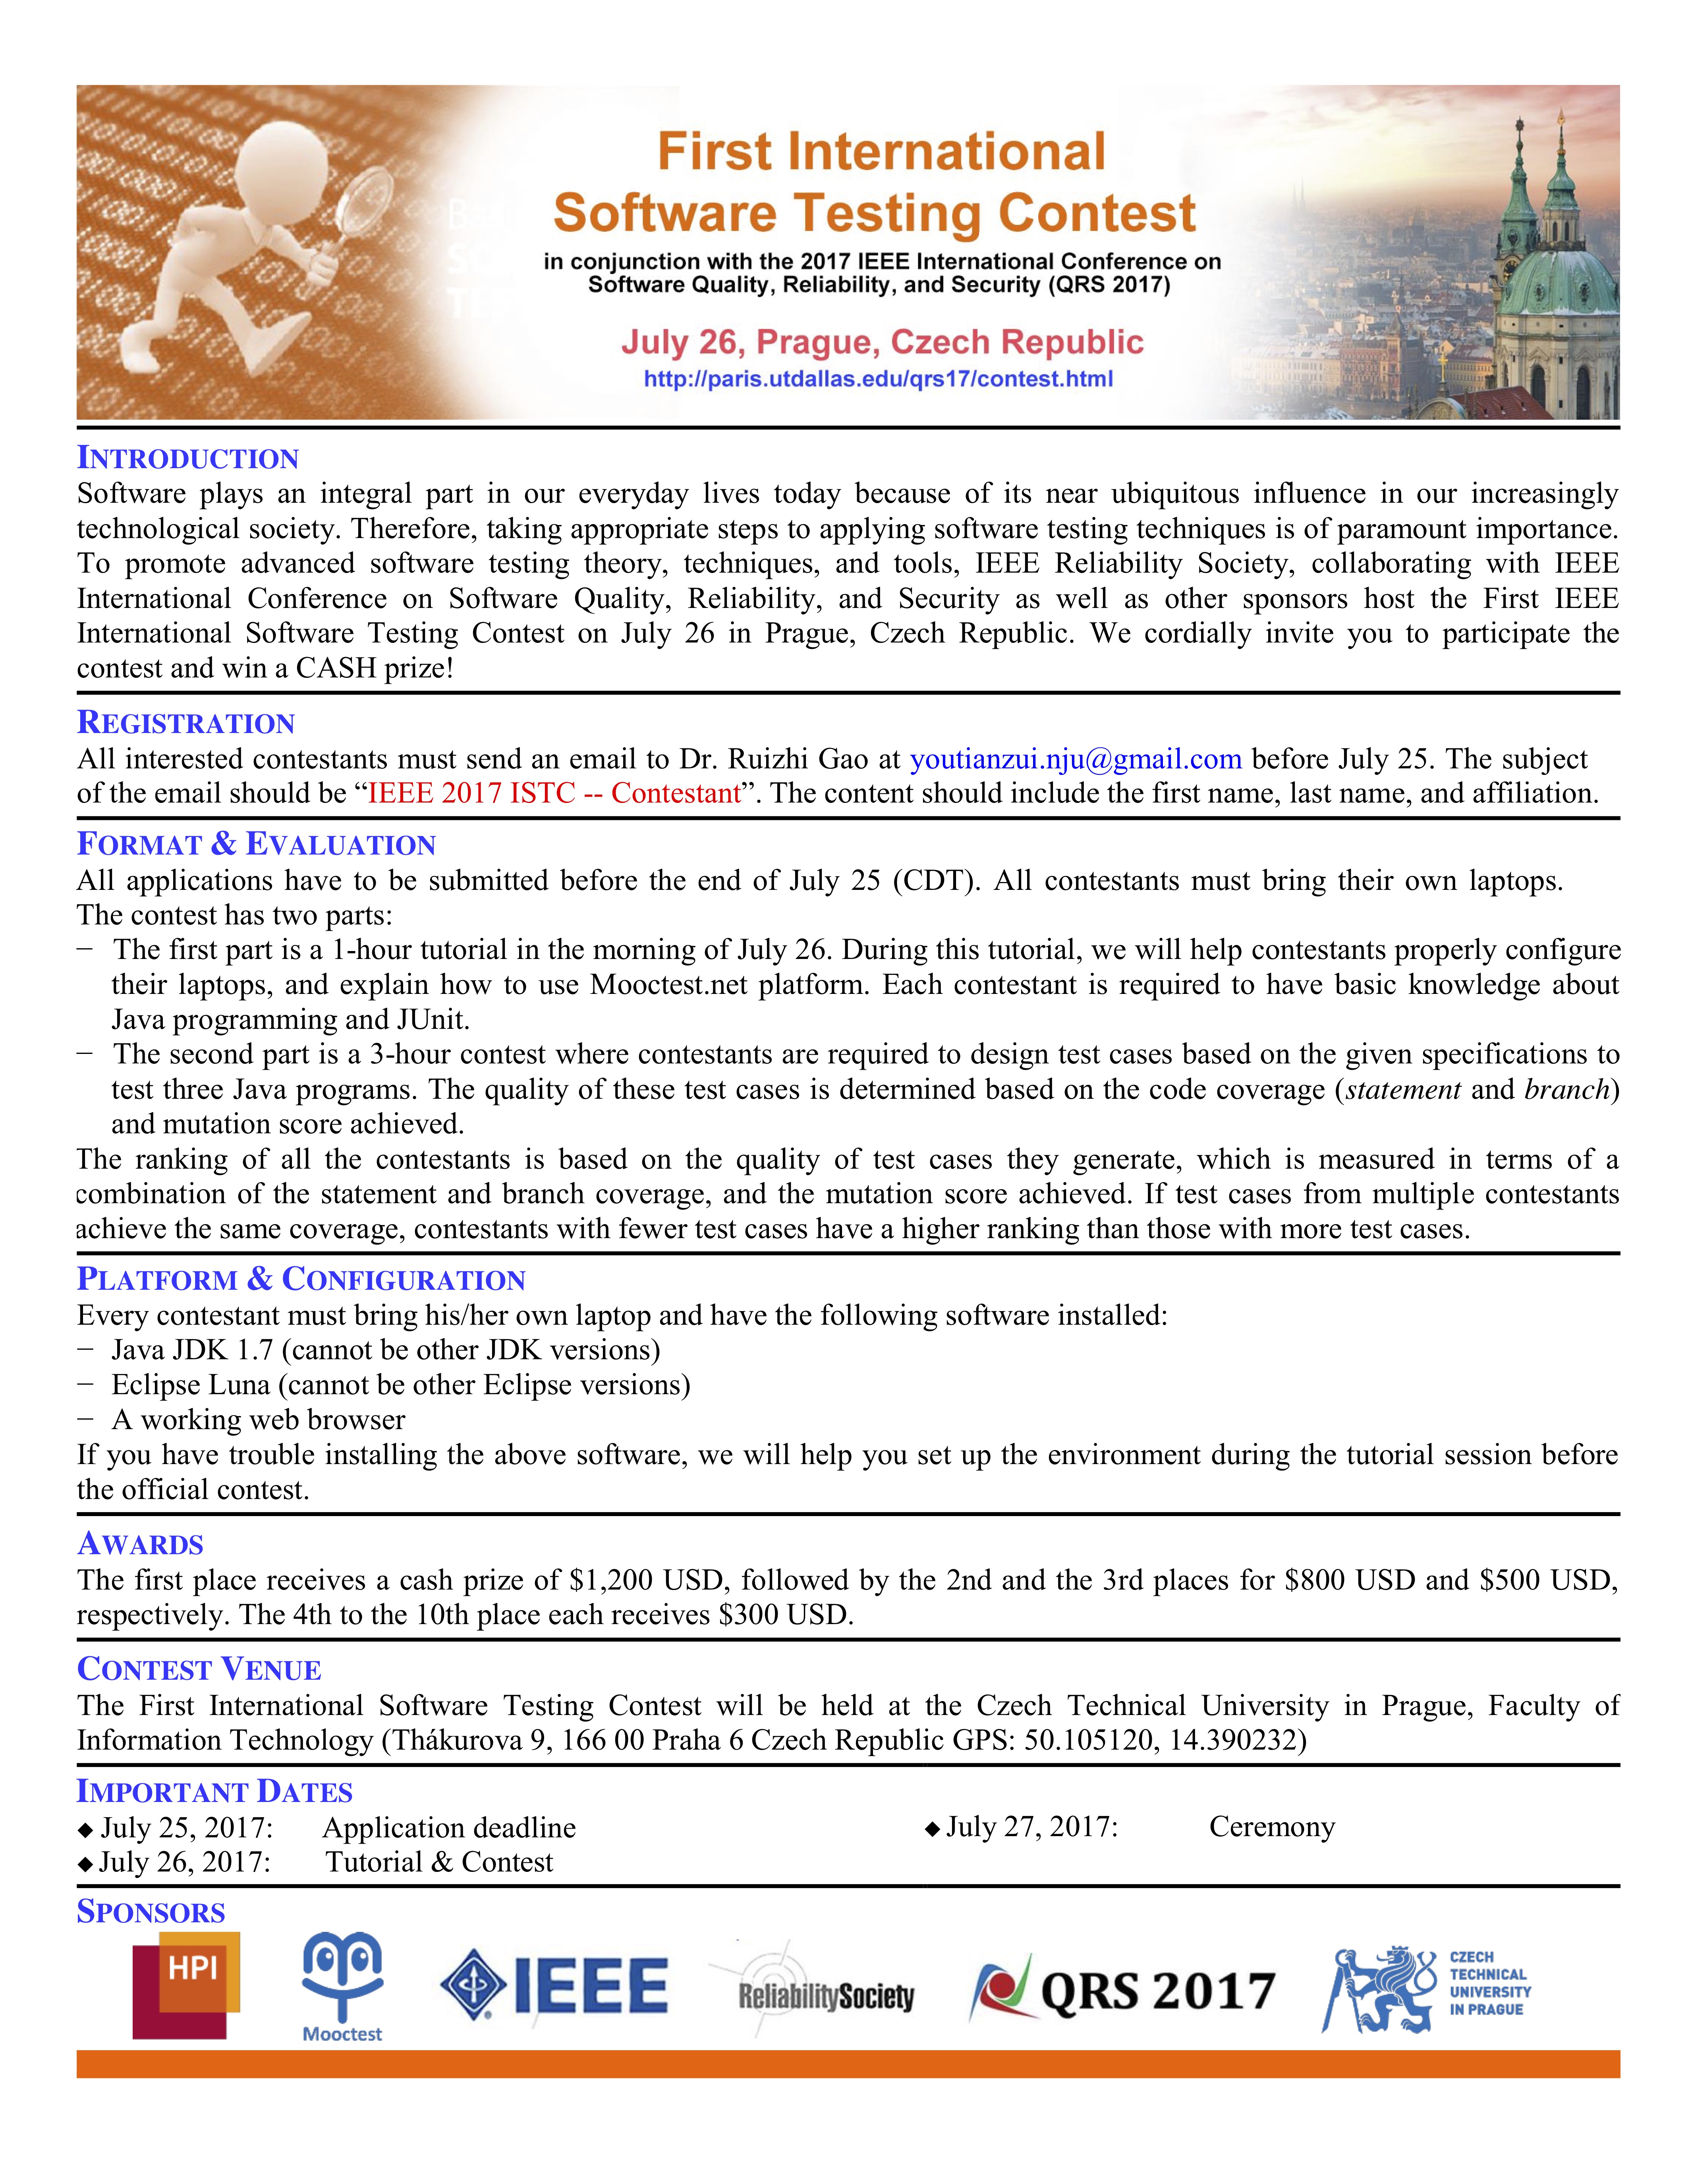 First International
Software Testing Contest
in conjunction with the 2017 IEEE International Conference on
Software Quality, Reliability, and Security (QRS 2017)
July 26, Prague, Czech Republic
http://paris.utdallas.edu/qrs17/contest.html
INTRODUCTION
Software plays an integral part in our everyday lives today because of its near ubiquitous influence in our increasingly
technological society. Therefore, taking appropriate steps to applying software testing techniques is of paramount importance.
To promote advanced software testing theory, techniques, and tools, IEEE Reliability Society, collaborating with IEEE
International Conference on Software Quality, Reliability, and Security as well as other sponsors host the First IEEE
International Software Testing Contest on July 26 in Prague, Czech Republic. We cordially invite you to participate the
contest and win a CASH prize!
REGISTRATION
All interested contestants must send an email to Dr. Ruizhi Gao at youtianzui.nju@gmail.com before July 25. The subject
of the email should be “IEEE 2017 ISTC -- Contestant”. The content should include the first name, last name, and affiliation.
FORMAT & EVALUATION
All applications have to be submitted before the end of July 25 (CDT). All contestants must bring their own laptops.
The contest has two parts:
− The first part is a 1-hour tutorial in the morning of July 26. During this tutorial, we will help contestants properly configure
their laptops, and explain how to use Mooctest.net platform. Each contestant is required to have basic knowledge about
Java programming and JUnit.
− The second part is a 3-hour contest where contestants are required to design test cases based on the given specifications to
test three Java programs. The quality of these test cases is determined based on the code coverage (statement and branch)
and mutation score achieved.
The ranking of all the contestants is based on the quality of test cases they generate, which is measured in terms of a
combination of the statement and branch coverage, and the mutation score achieved. If test cases from multiple contestants
achieve the same coverage, contestants with fewer test cases have a higher ranking than those with more test cases.
PLATFORM & CONFIGURATION
Every contestant must bring his/her own laptop and have the following software installed:
− Java JDK 1.7 (cannot be other JDK versions)
− Eclipse Luna (cannot be other Eclipse versions)
− A working web browser
If you have trouble installing the above software, we will help you set up the environment during the tutorial session before
the official contest.
AWARDS
The first place receives a cash prize of $1,200 USD, followed by the 2nd and the 3rd places for $800 USD and $500 USD,
respectively. The 4th to the 10th place each receives $300 USD.
CONTEST VENUE
The First International Software Testing Contest will be held at the Czech Technical University in Prague, Faculty of
Information Technology (Thákurova 9, 166 00 Praha 6 Czech Republic GPS: 50.105120, 14.390232)
IMPORTANT DATES
◆ July 25, 2017: Application deadline
◆ July 26, 2017: Tutorial & Contest
◆ July 27, 2017: Ceremony
SPONSORS
HPI
Mooctest
IEEE
ReliabilitySociety
QRS 2017
CZECH
TECHNICAL
UNIVERSITY
IN PRAGUE